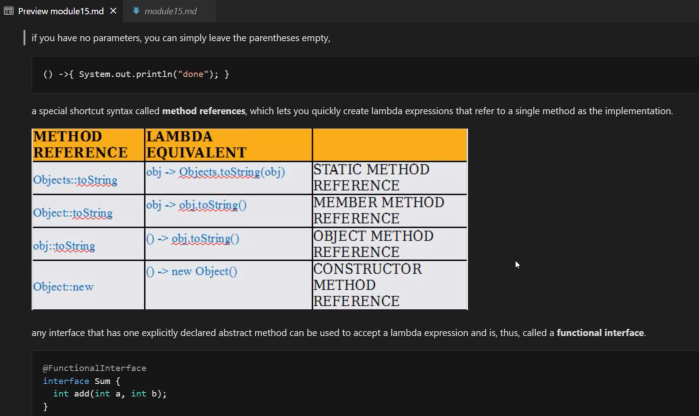 Preview module15.md
module15.md
if you have no parameters, you can simply leave the parentheses empty,
() ->{ System.out.println("done"); }
a special shortcut syntax called method references, which lets you quickly create lambda expressions that refer to a single method as the implementation.
METHOD REFERENCE
LAMBDA EQUIVALENT
Objects::toString
obj -> Objects.toString(obj)
STATIC METHOD
REFERENCE
Object::toString
obj -> obj.toString()
MEMBER METHOD
REFERENCE
obj::toString
() -> obj.toString()
OBJECT METHOD
REFERENCE
Object::new
() -> new Object()
CONSTRUCTOR
METHOD
REFERENCE
any interface that has one explicitly declared abstract method can be used to accept a lambda expression and is, thus, called a functional interface.
@FunctionalInterface
interface Sum {
int add(int a, int b);
}